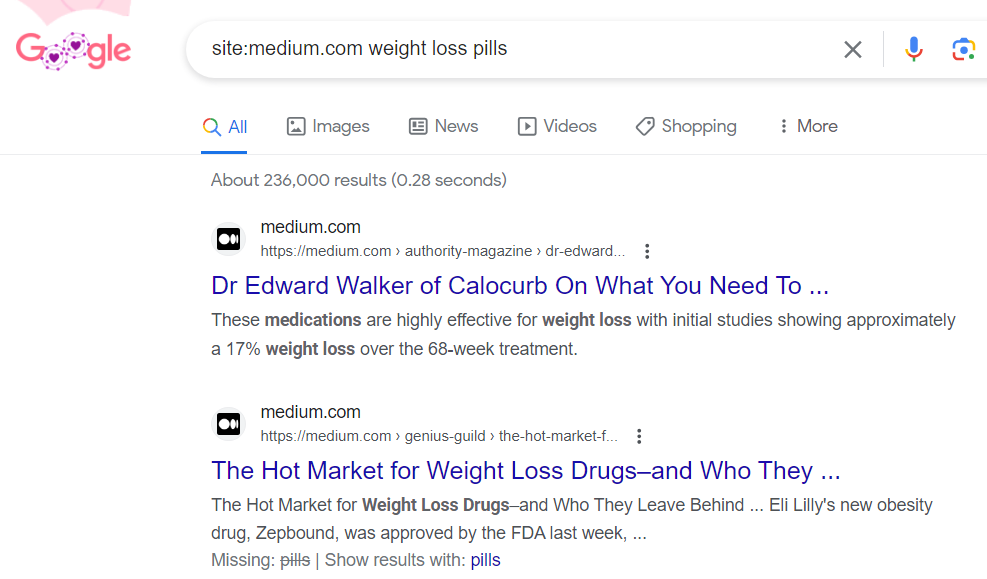 Google
site:medium.com weight loss pills
All Images News Videos Shopping More
About 236,000 results (0.28 seconds)
medium.com
https://medium.com › authority-magazine › dr-edward...
Dr Edward Walker of Calocurb On What You Need To ...
These medications are highly effective for weight loss with initial studies showing approximately
a 17% weight loss over the 68-week treatment.
medium.com
https://medium.com › genius-guild › the-hot-market-f...
The Hot Market for Weight Loss Drugs–and Who They ...
The Hot Market for Weight Loss Drugs–and Who They Leave Behind ... Eli Lilly's new obesity
drug, Zepbound, was approved by the FDA last week, ...
Missing: pills | Show results with: pills